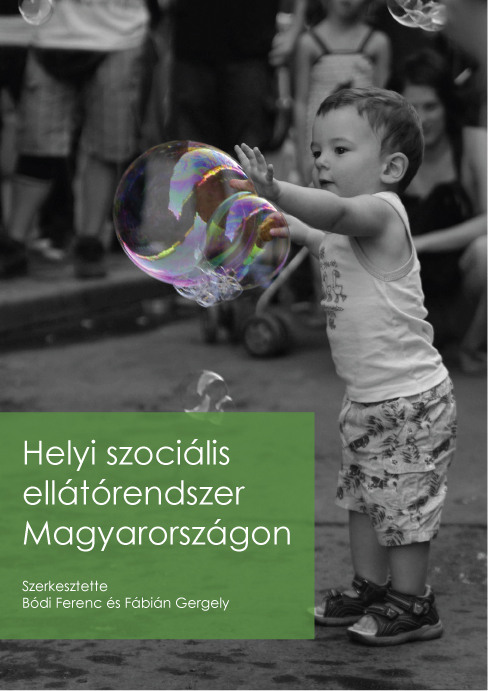 Helyi szociális
ellátórendszer
Magyarországon
Szerkesztette
Bódi Ferenc és Fábián Gergely